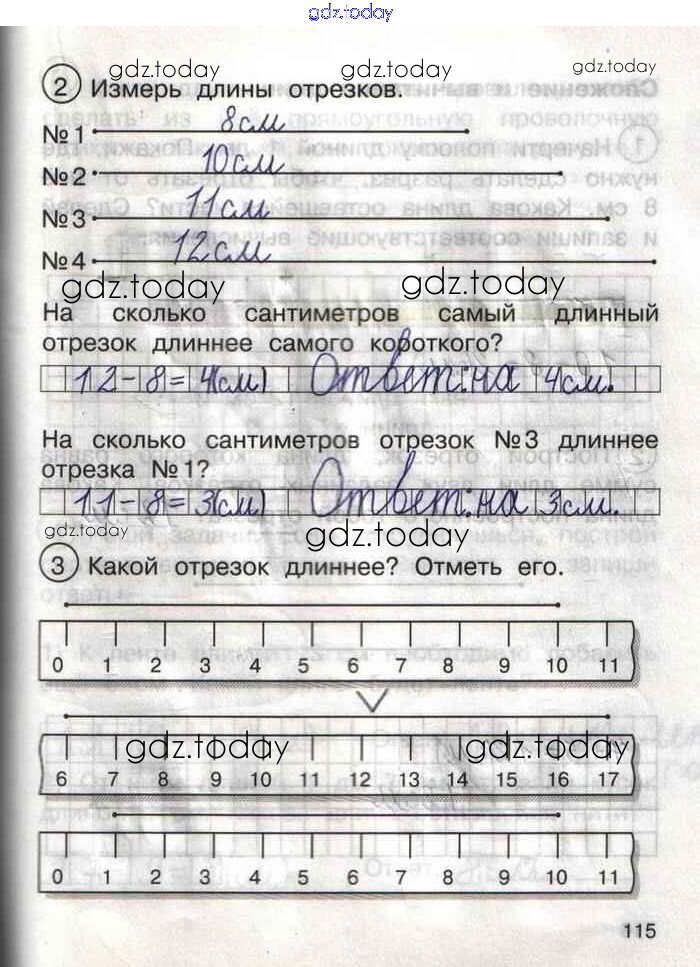 gdz.today
gdz.today gdz.today gdz.today
2 Измерь длины отрезков.
№1 8см
№2 10см
№3 11см
№4 12см
gdz.today gdz.today
На сколько сантиметров самый длинный
отрезок длиннее самого короткого?
12-8=4(см) Ответ: на 4см.
На сколько сантиметров отрезок №3 длиннее
отрезка №1?
11-8=3(см) Ответ: на 3см.
gdz.today gdz.today
3 Какой отрезок длиннее? Отметь его.
0 1 2 3 4 5 6 7 8 9 10 11
gdz.today gdz.today
6 7 8 9 10 11 12 13 14 15 16 17
0 1 2 3 4 5 6 7 8 9 10 11
115